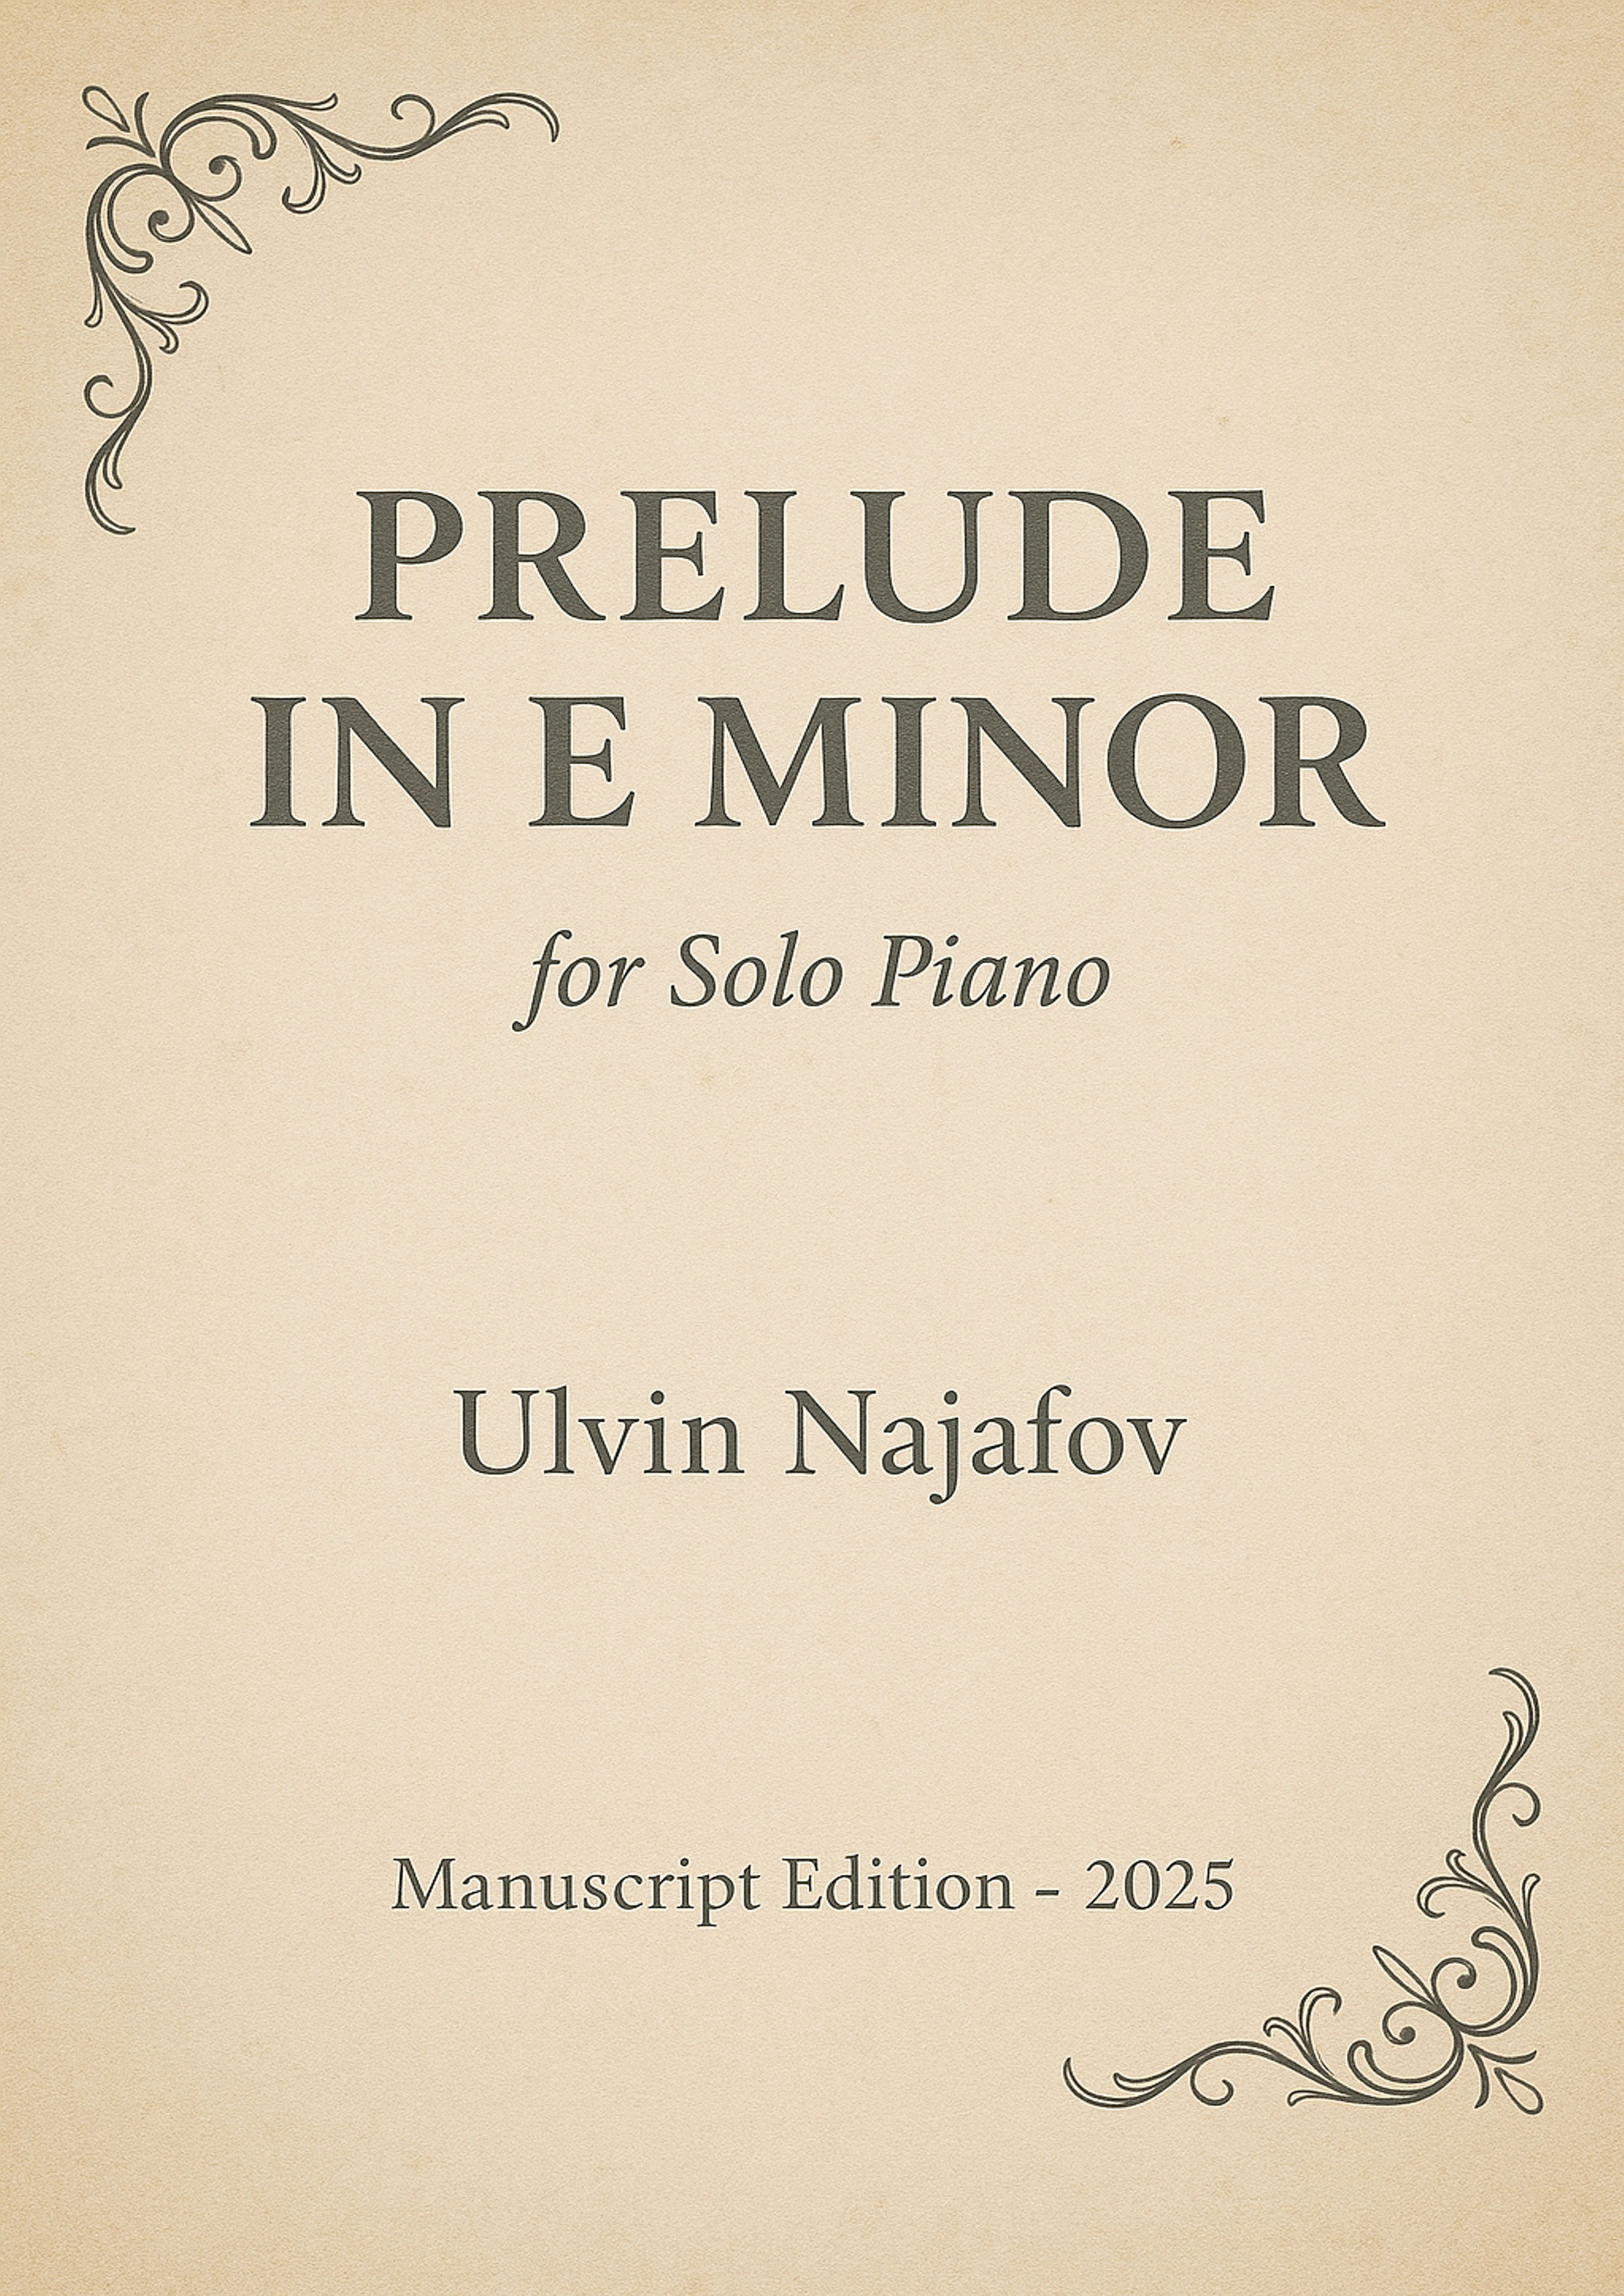 PRELUDE
IN E MINOR
for Solo Piano
Ulvin Najafov
Manuscript Edition - 2025